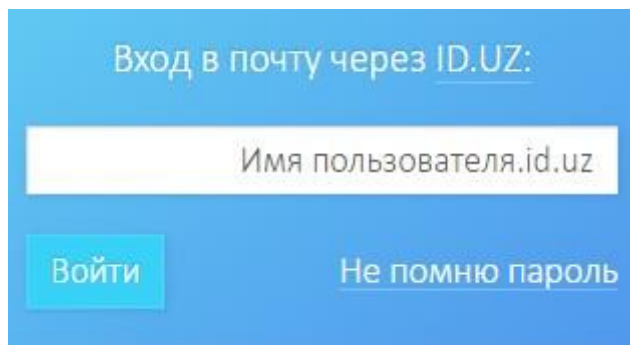 Вход в почту через ID.UZ:
Имя пользователя.id.uz
Войти
Не помню пароль